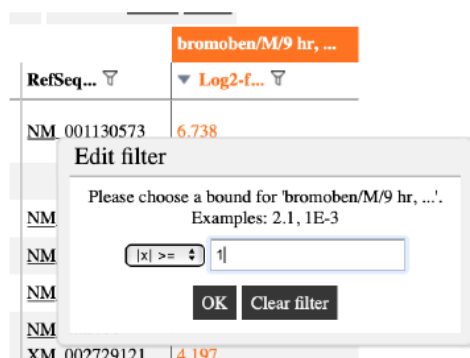 bromoben/M/9 hr, ...
RefSeq... Log2-f...
NM_001130573 6.738
Edit filter
Please choose a bound for 'bromoben/M/9 hr, ...'.
Examples: 2.1, 1E-3
|x| >= 1
NM
NM
OK Clear filter
NM
NM
XM_002729121 4.197